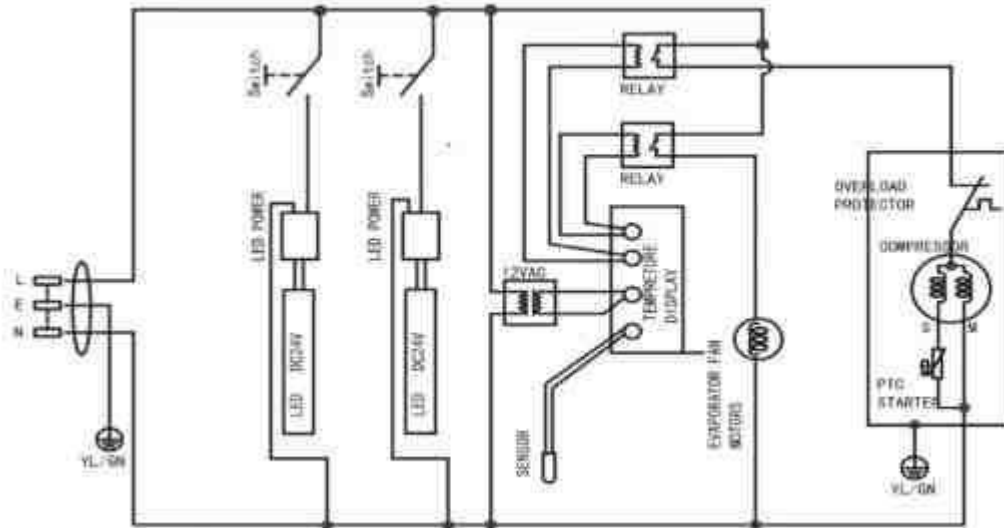 Switch
Switch
RELAY
RELAY
OVERLOAD
PROTECTOR
COMPRESSOR
LED POWER
LED POWER
12VAC
TEMPRETURE
DISPLAY
L
E
N
LED DC24V
LED DC24V
S
M
PTC
STARTER
EVAPORATOR FAN
MOTORS
SENSOR
YL/GN
YL/GN